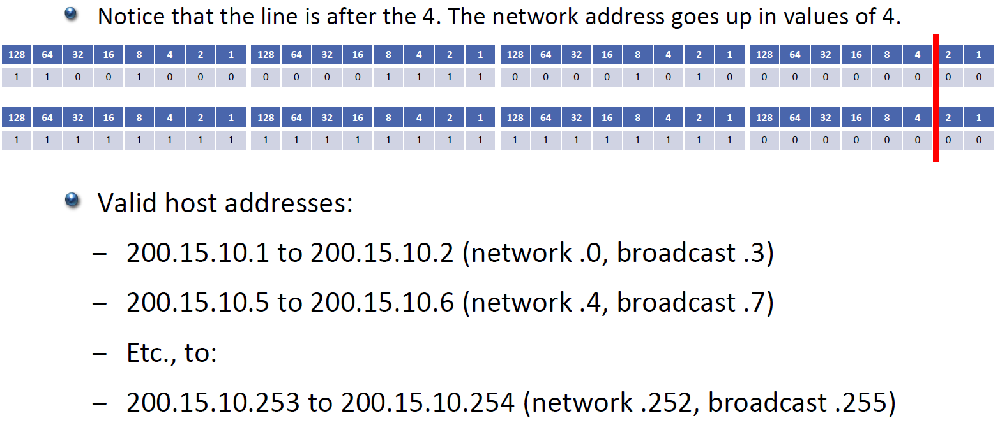 Notice that the line is after the 4. The network address goes up in values of 4.
128 64 32 16 8 4 2 1 128 64 32 16 8 4 2 1 128 64 32 16 8 4 2 1 128 64 32 16 8 4 2 1
1 1 0 0 1 0 0 0 0 0 0 0 1 1 1 1 0 0 0 0 1 0 1 0 0 0 0 0 0 0 0 0
128 64 32 16 8 4 2 1 128 64 32 16 8 4 2 1 128 64 32 16 8 4 2 1 128 64 32 16 8 4 2 1
1 1 1 1 1 1 1 1 1 1 1 1 1 1 1 1 1 1 1 1 1 1 1 1 0 0 0 0 0 0 0 0
Valid host addresses:
– 200.15.10.1 to 200.15.10.2 (network .0, broadcast .3)
– 200.15.10.5 to 200.15.10.6 (network .4, broadcast .7)
– Etc., to:
– 200.15.10.253 to 200.15.10.254 (network .252, broadcast .255)